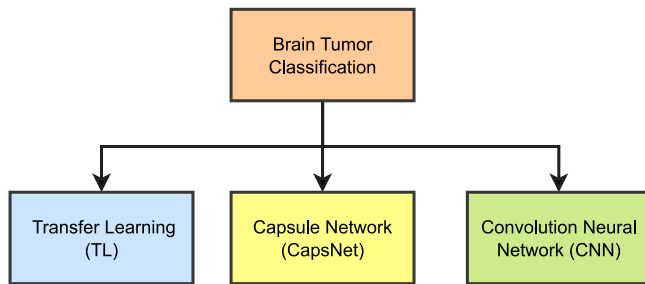 Brain Tumor
Classification
Transfer Learning
(TL)
Capsule Network
(CapsNet)
Convolution Neural
Network (CNN)